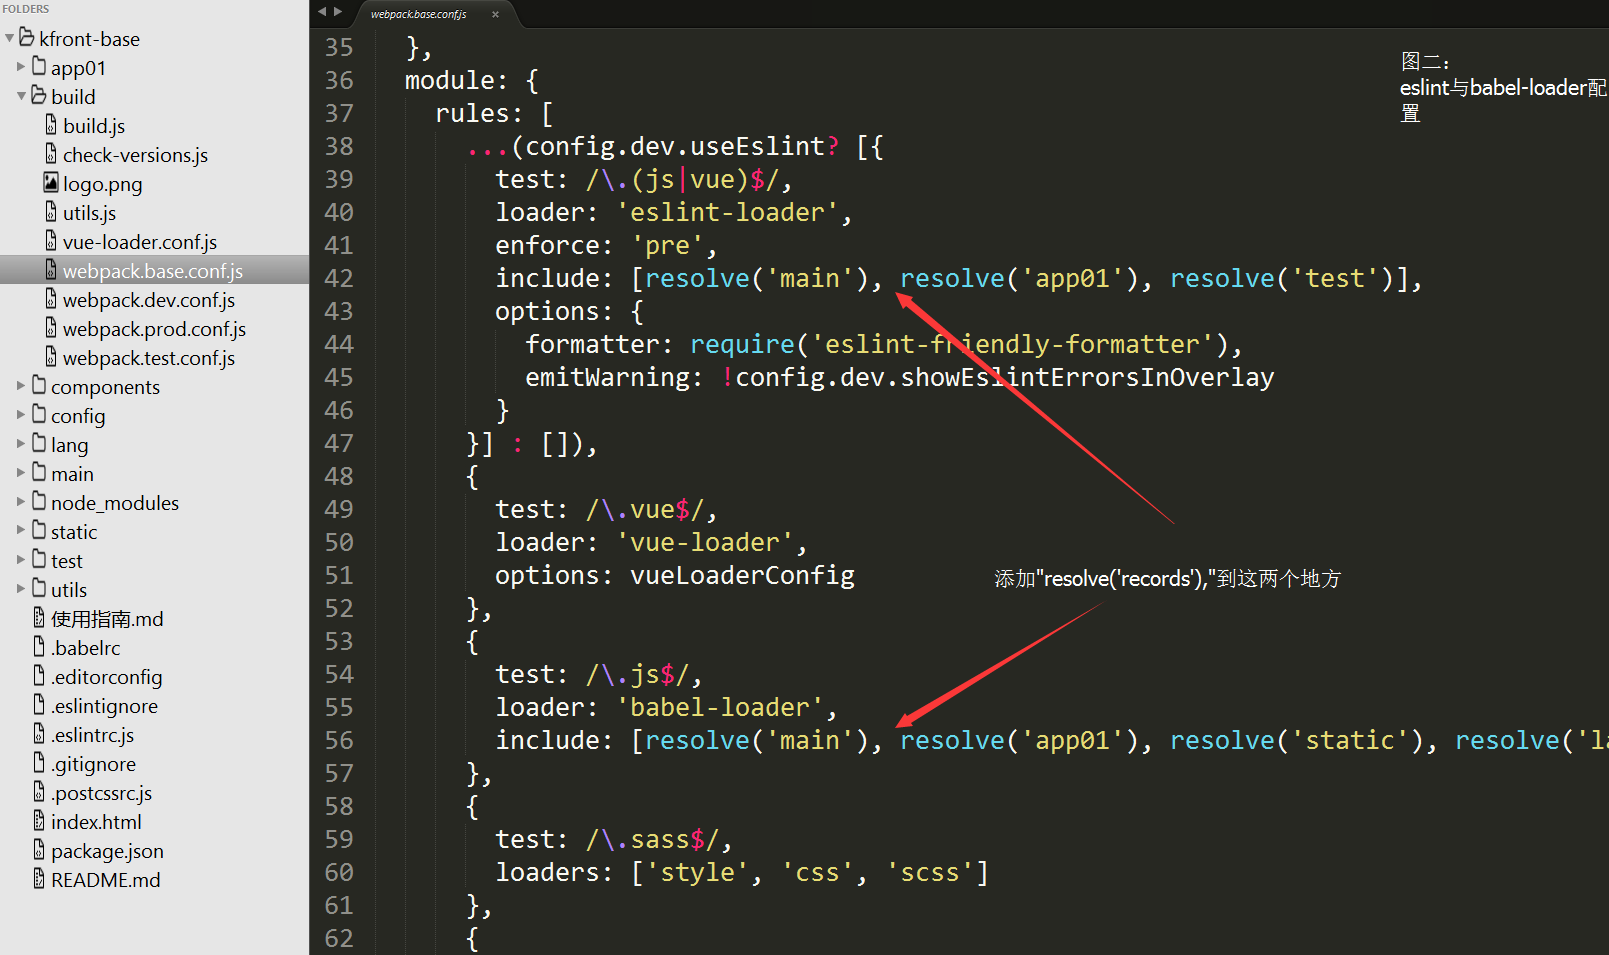 FOLDERS
kfront-base
app01
build
build.js
check-versions.js
logo.png
utils.js
vue-loader.conf.js
webpack.base.conf.js
webpack.dev.conf.js
webpack.prod.conf.js
webpack.test.conf.js
components
config
lang
main
node_modules
static
test
utils
使用指南.md
.babelrc
.editorconfig
.eslintignore
.eslintrc.js
.gitignore
.postcssrc.js
index.html
package.json
README.md
webpack.base.conf.js ×
35 },
36 module: {
37 rules: [
38 ...(config.dev.useEslint? [{
39 test: /\.(js|vue)$/,
40 loader: 'eslint-loader',
41 enforce: 'pre',
42 include: [resolve('main'), resolve('app01'), resolve('test')],
43 options: {
44 formatter: require('eslint-friendly-formatter'),
45 emitWarning: !config.dev.showEslintErrorsInOverlay
46 }
47 }] : []),
48 {
49 test: /\.vue$/,
50 loader: 'vue-loader',
51 options: vueLoaderConfig
52 },
53 {
54 test: /\.js$/,
55 loader: 'babel-loader',
56 include: [resolve('main'), resolve('app01'), resolve('static'), resolve('la
57 },
58 {
59 test: /\.sass$/,
60 loaders: ['style', 'css', 'scss']
61 },
62 {
图二：
eslint与babel-loader配
置
添加"resolve('records'),"到这两个地方